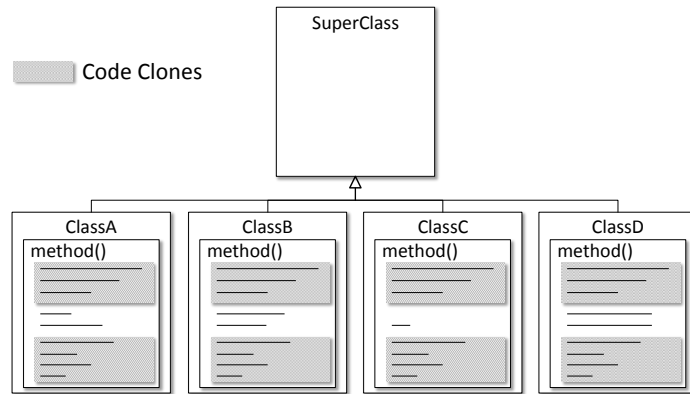 SuperClass
Code Clones
ClassA
ClassB
ClassC
ClassD
method()
method()
method()
method()